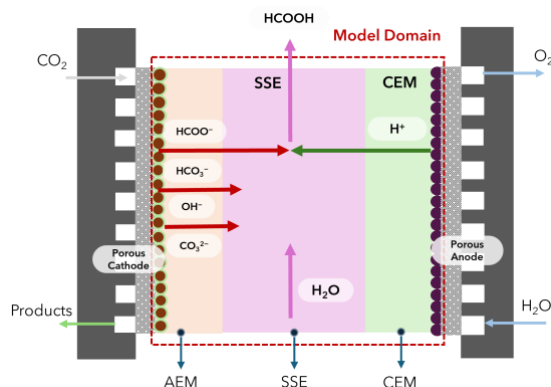 HCOOH
Model Domain
CO₂
O₂
SSE
CEM
HCOO⁻
H⁺
HCO₃⁻
OH⁻
CO₃²⁻
Porous
Cathode
Porous
Anode
H₂O
Products
H₂O
AEM
SSE
CEM